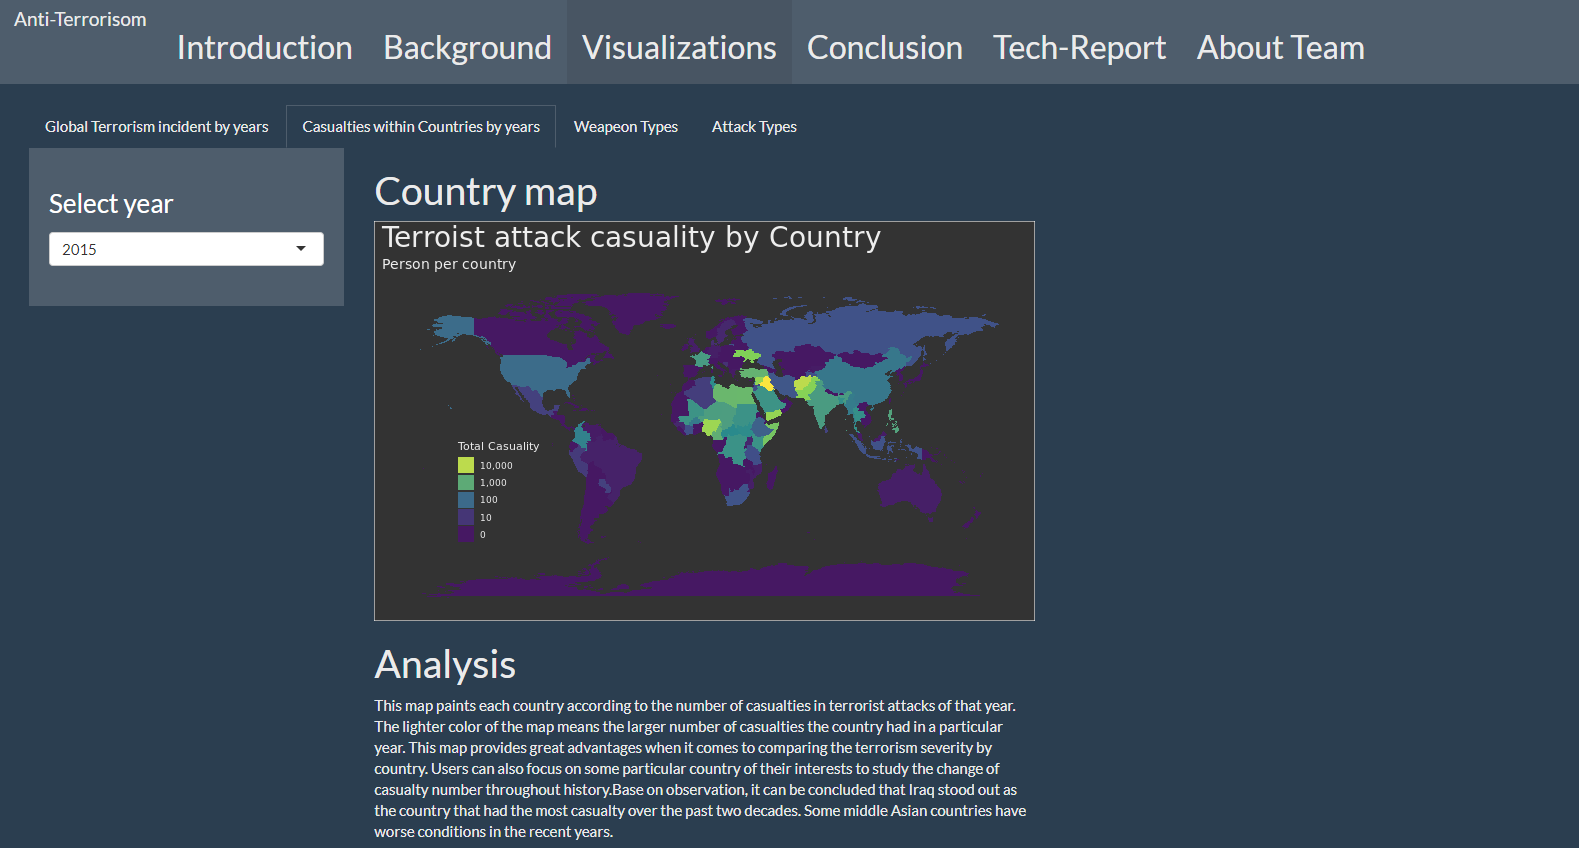 Anti-Terrorisom
Introduction Background Visualizations Conclusion Tech-Report About Team
Global Terrorism incident by years Casualties within Countries by years Weapeon Types Attack Types
Select year
2015
Country map
Terroist attack casuality by Country
Person per country
Total Casuality
10,000
1,000
100
10
0
Analysis
This map paints each country according to the number of casualties in terrorist attacks of that year.
The lighter color of the map means the larger number of casualties the country had in a particular
year. This map provides great advantages when it comes to comparing the terrorism severity by
country. Users can also focus on some particular country of their interests to study the change of
casualty number throughout history.Base on observation, it can be concluded that Iraq stood out as
the country that had the most casualty over the past two decades. Some middle Asian countries have
worse conditions in the recent years.